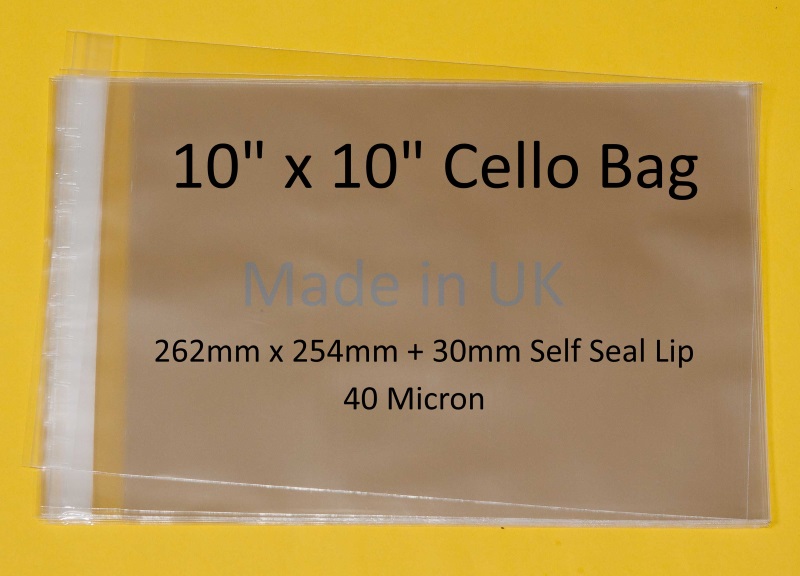 10" x 10" Cello Bag
Made in UK
262mm x 254mm + 30mm Self Seal Lip
40 Micron